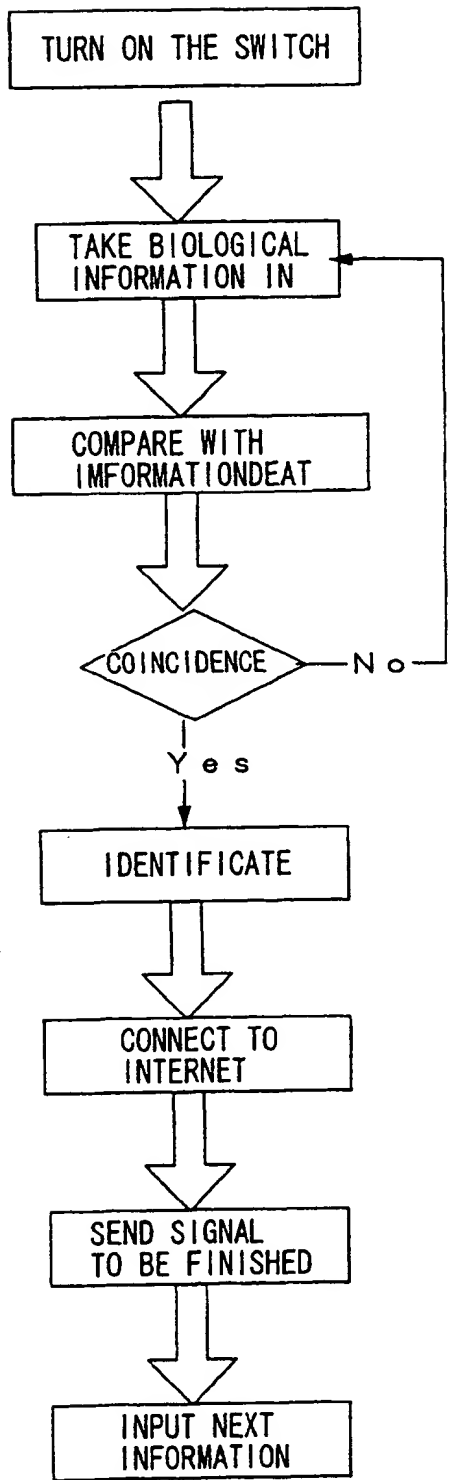 TURN ON THE SWITCH
TAKE BIOLOGICAL
INFORMATION IN
COMPARE WITH
IMFORMATIONDEAT
COINCIDENCE
No
Yes
IDENTIFICATE
CONNECT TO
INTERNET
SEND SIGNAL
TO BE FINISHED
INPUT NEXT
INFORMATION